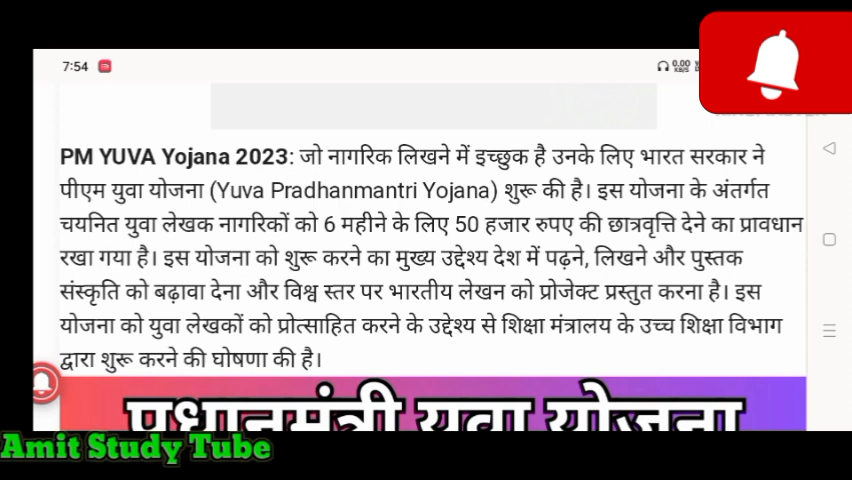 7:54
0.00
KB/S
PM YUVA Yojana 2023: जो नागरिक लिखने में इच्छुक है उनके लिए भारत सरकार ने
पीएम युवा योजना (Yuva Pradhanmantri Yojana) शुरू की है। इस योजना के अंतर्गत
चयनित युवा लेखक नागरिकों को 6 महीने के लिए 50 हजार रुपए की छात्रवृत्ति देने का प्रावधान
रखा गया है। इस योजना को शुरू करने का मुख्य उद्देश्य देश में पढ़ने, लिखने और पुस्तक
संस्कृति को बढ़ावा देना और विश्व स्तर पर भारतीय लेखन को प्रोजेक्ट प्रस्तुत करना है। इस
योजना को युवा लेखकों को प्रोत्साहित करने के उद्देश्य से शिक्षा मंत्रालय के उच्च शिक्षा विभाग
द्वारा शुरू करने की घोषणा की है।
प्रधानमंत्री युवा योजना
Amit Study Tube